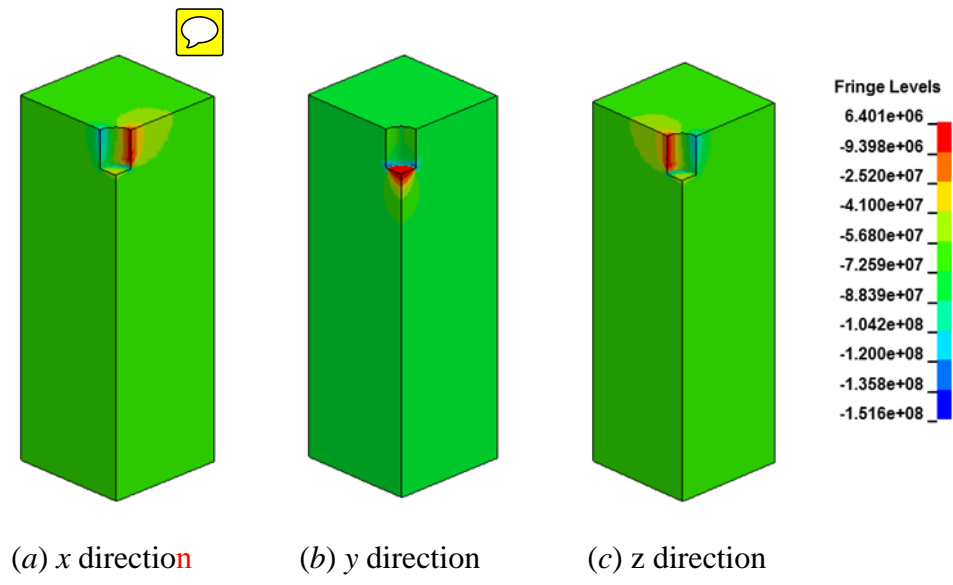 Fringe Levels
6.401e+06
-9.398e+06
-2.520e+07
-4.100e+07
-5.680e+07
-7.259e+07
-8.839e+07
-1.042e+08
-1.200e+08
-1.358e+08
-1.516e+08
(a) x direction
(b) y direction
(c) z direction